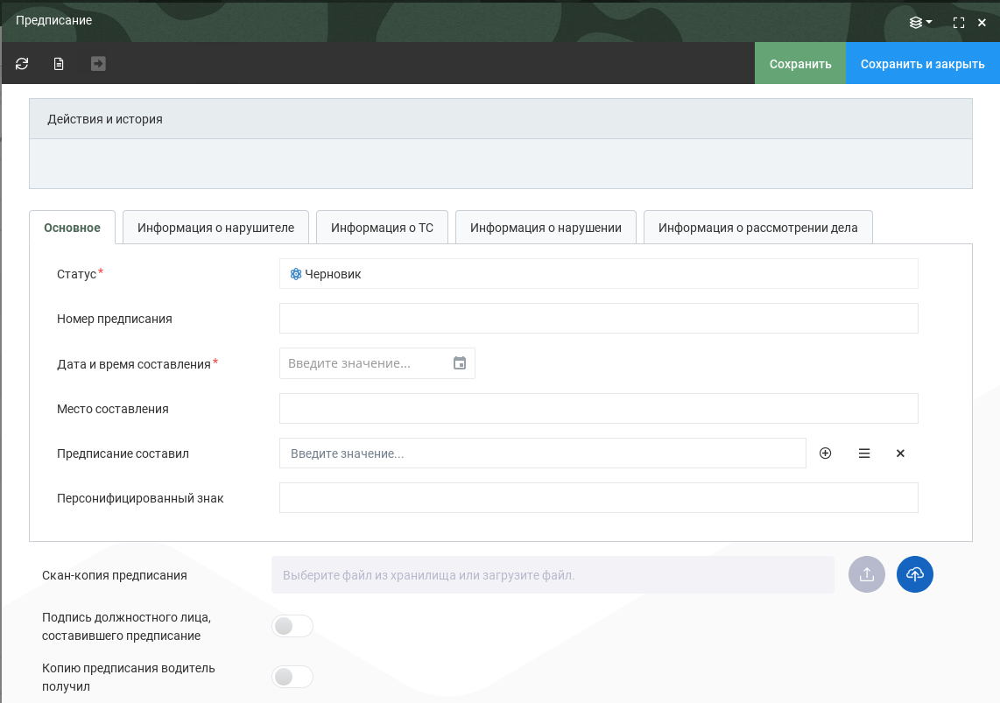 Предписание
Сохранить
Сохранить и закрыть
Действия и история
Основное
Информация о нарушителе
Информация о ТС
Информация о нарушении
Информация о рассмотрении дела
Статус*
Черновик
Номер предписания
Дата и время составления*
Введите значение...
Место составления
Предписание составил
Введите значение...
Персонифицированный знак
Скан-копия предписания
Выберите файл из хранилища или загрузите файл.
Подпись должностного лица,
составившего предписание
Копию предписания водитель
получил